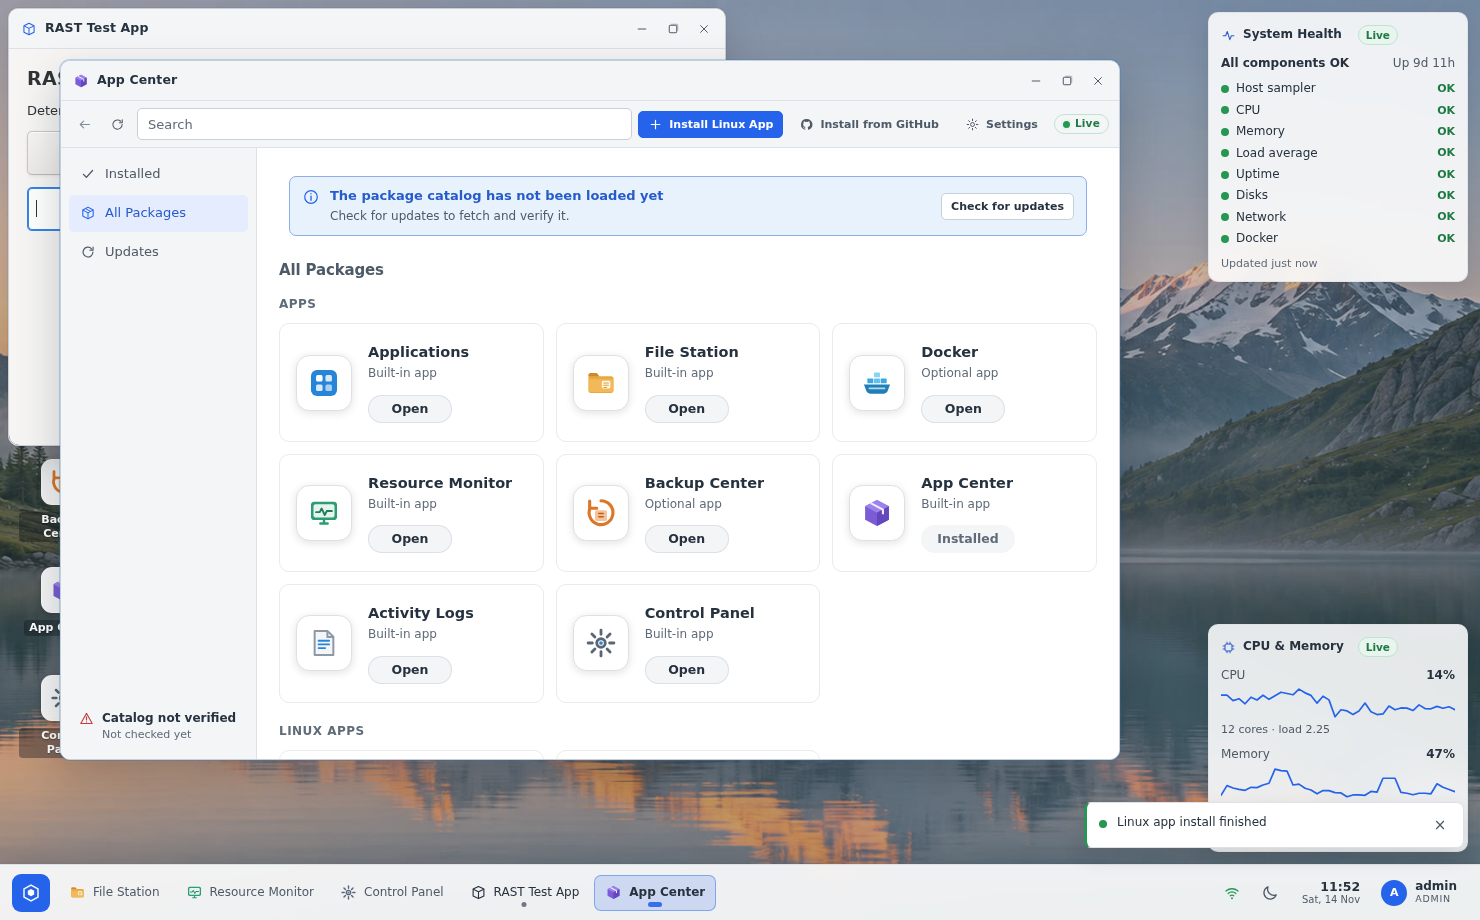 RAST Test App
App Center
Search
Install Linux App
Install from GitHub
Settings
Live
Installed
All Packages
Updates
The package catalog has not been loaded yet
Check for updates to fetch and verify it.
Check for updates
All Packages
APPS
Applications
Built-in app
Open
File Station
Built-in app
Open
Docker
Optional app
Open
Resource Monitor
Built-in app
Open
Backup Center
Optional app
Open
App Center
Built-in app
Installed
Activity Logs
Built-in app
Open
Control Panel
Built-in app
Open
LINUX APPS
Catalog not verified
Not checked yet
System Health
Live
All components OK
Up 9d 11h
Host sampler OK
CPU OK
Memory OK
Load average OK
Uptime OK
Disks OK
Network OK
Docker OK
Updated just now
CPU & Memory
Live
CPU 14%
12 cores · load 2.25
Memory 47%
Linux app install finished
File Station
Resource Monitor
Control Panel
RAST Test App
App Center
11:52
Sat, 14 Nov
A
admin
ADMIN